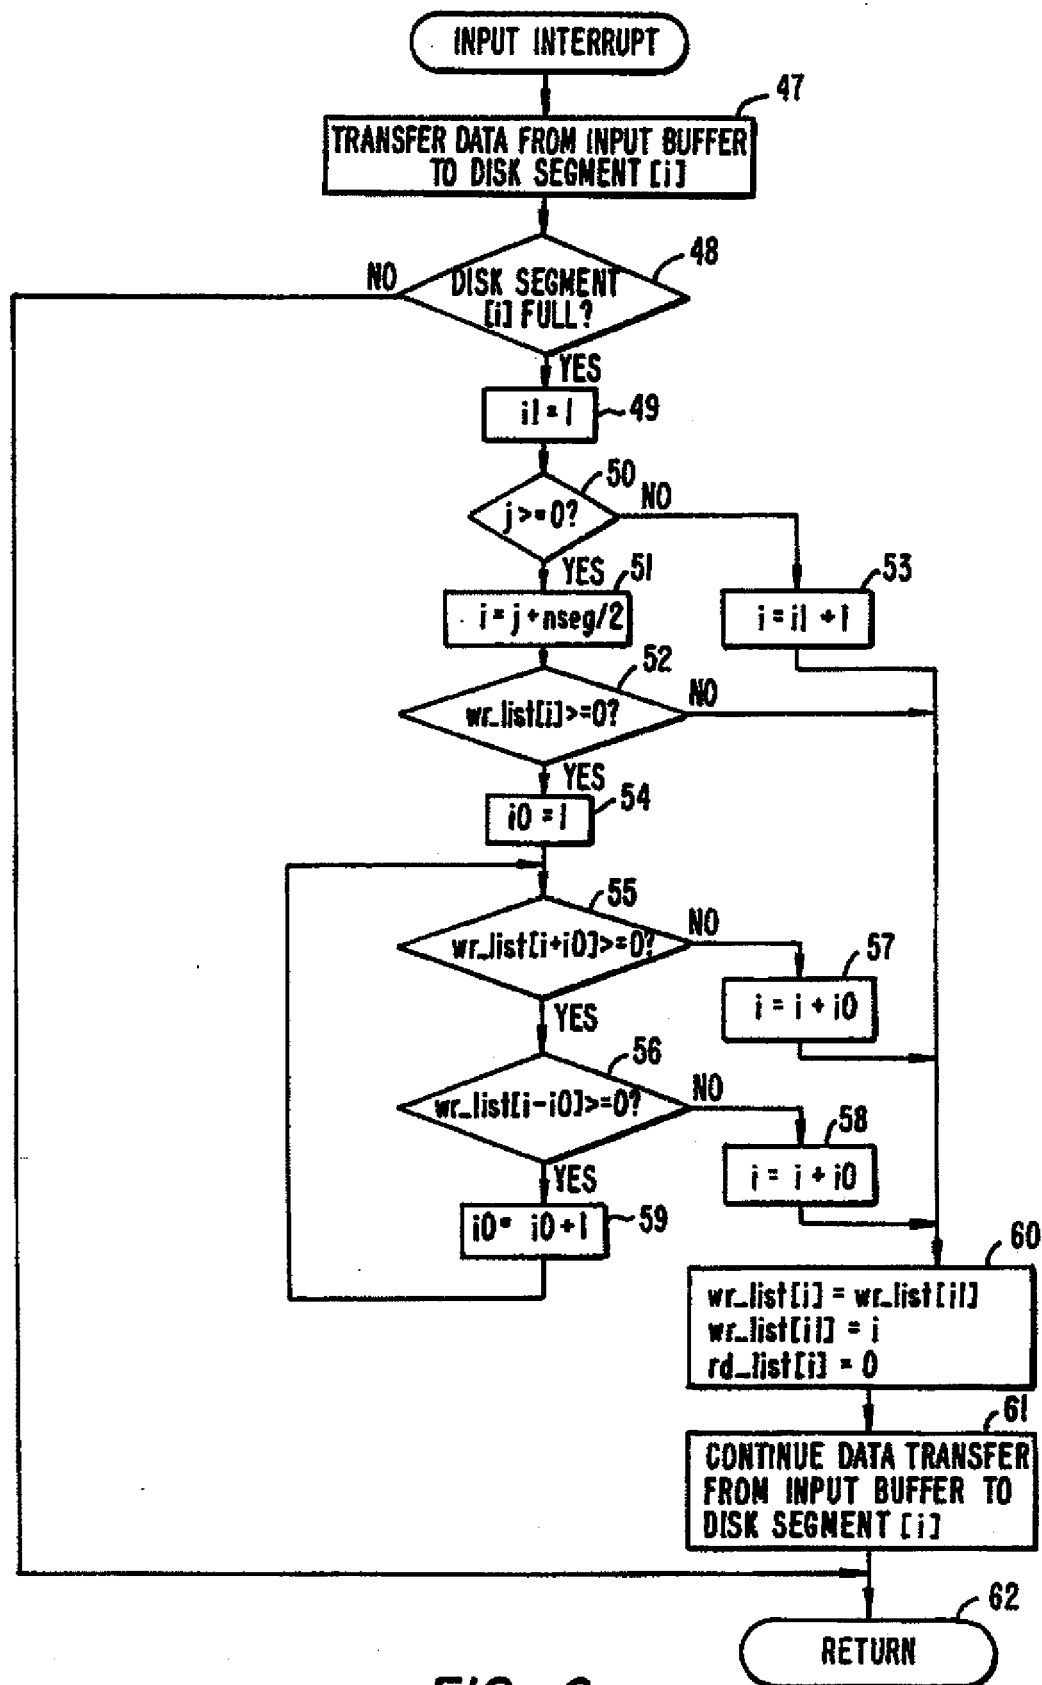 INPUT INTERRUPT
47
TRANSFER DATA FROM INPUT BUFFER
TO DISK SEGMENT [i]
48
NO
DISK SEGMENT
[i] FULL?
YES
i1 = i
49
50
NO
j >= 0?
YES
51
53
i = j + nseg/2
i = i1 + 1
52
NO
wr_list[i]>=0?
YES
54
i0 = 1
55
NO
wr_list[i+i0]>=0?
57
i = i + i0
YES
56
NO
wr_list[i-i0]>=0?
58
i = i + i0
YES
i0 = i0 + 1
59
60
wr_list[i] = wr_list[i1]
wr_list[i1] = i
rd_list[i] = 0
61
CONTINUE DATA TRANSFER
FROM INPUT BUFFER TO
DISK SEGMENT [i]
62
RETURN